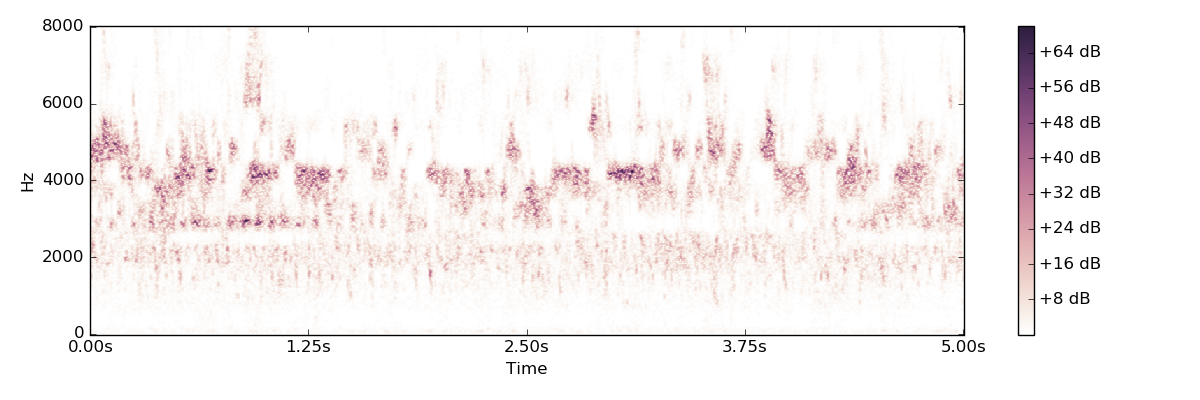 8000
6000
4000
2000
0
Hz
0.00s 1.25s 2.50s 3.75s 5.00s
Time
+64 dB
+56 dB
+48 dB
+40 dB
+32 dB
+24 dB
+16 dB
+8 dB